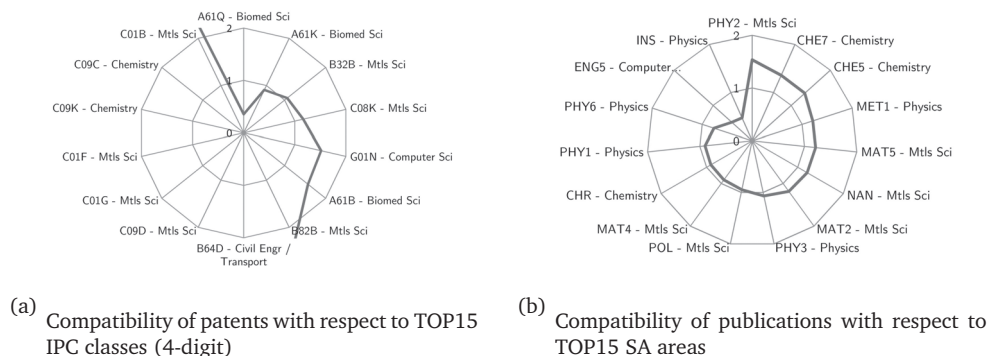 A61Q - Biomed Sci
2
C01B - Mtls Sci
A61K - Biomed Sci
C09C - Chemistry
B32B - Mtls Sci
1
C09K - Chemistry
C08K - Mtls Sci
0
C01F - Mtls Sci
G01N - Computer Sci
C01G - Mtls Sci
A61B - Biomed Sci
C09D - Mtls Sci
B82B - Mtls Sci
B64D - Civil Engr /
Transport
(a) Compatibility of patents with respect to TOP15
IPC classes (4-digit)
PHY2 - Mtls Sci
2
INS - Physics
CHE7 - Chemistry
ENG5 - Computer...
CHE5 - Chemistry
1
PHY6 - Physics
MET1 - Physics
0
PHY1 - Physics
MAT5 - Mtls Sci
CHR - Chemistry
NAN - Mtls Sci
MAT4 - Mtls Sci
MAT2 - Mtls Sci
POL - Mtls Sci
PHY3 - Physics
(b) Compatibility of publications with respect to
TOP15 SA areas